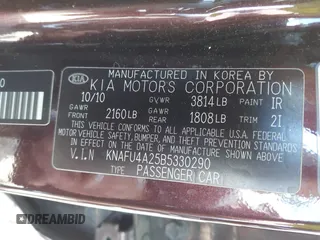 MANUFACTURED IN KOREA BY
KIA KIA MOTORS CORPORATION
10/10 GVWR 3814LB PAINT IR
GAWR FRONT 2160LB GAWR REAR 1808LB TRIM 2I
THIS VEHICLE CONFORMS TO ALL APPLICABLE U.S.A. FEDERAL
MOTOR VEHICLE SAFETY, BUMPER, AND THEFT PREVENTION
STANDARDS IN EFFECT ON THE DATE OF
MANUFACTURE SHOWN ABOVE.
V.I.N KNAFU4A25B5330290
TYPE: PASSENGER CAR
DREAMBID